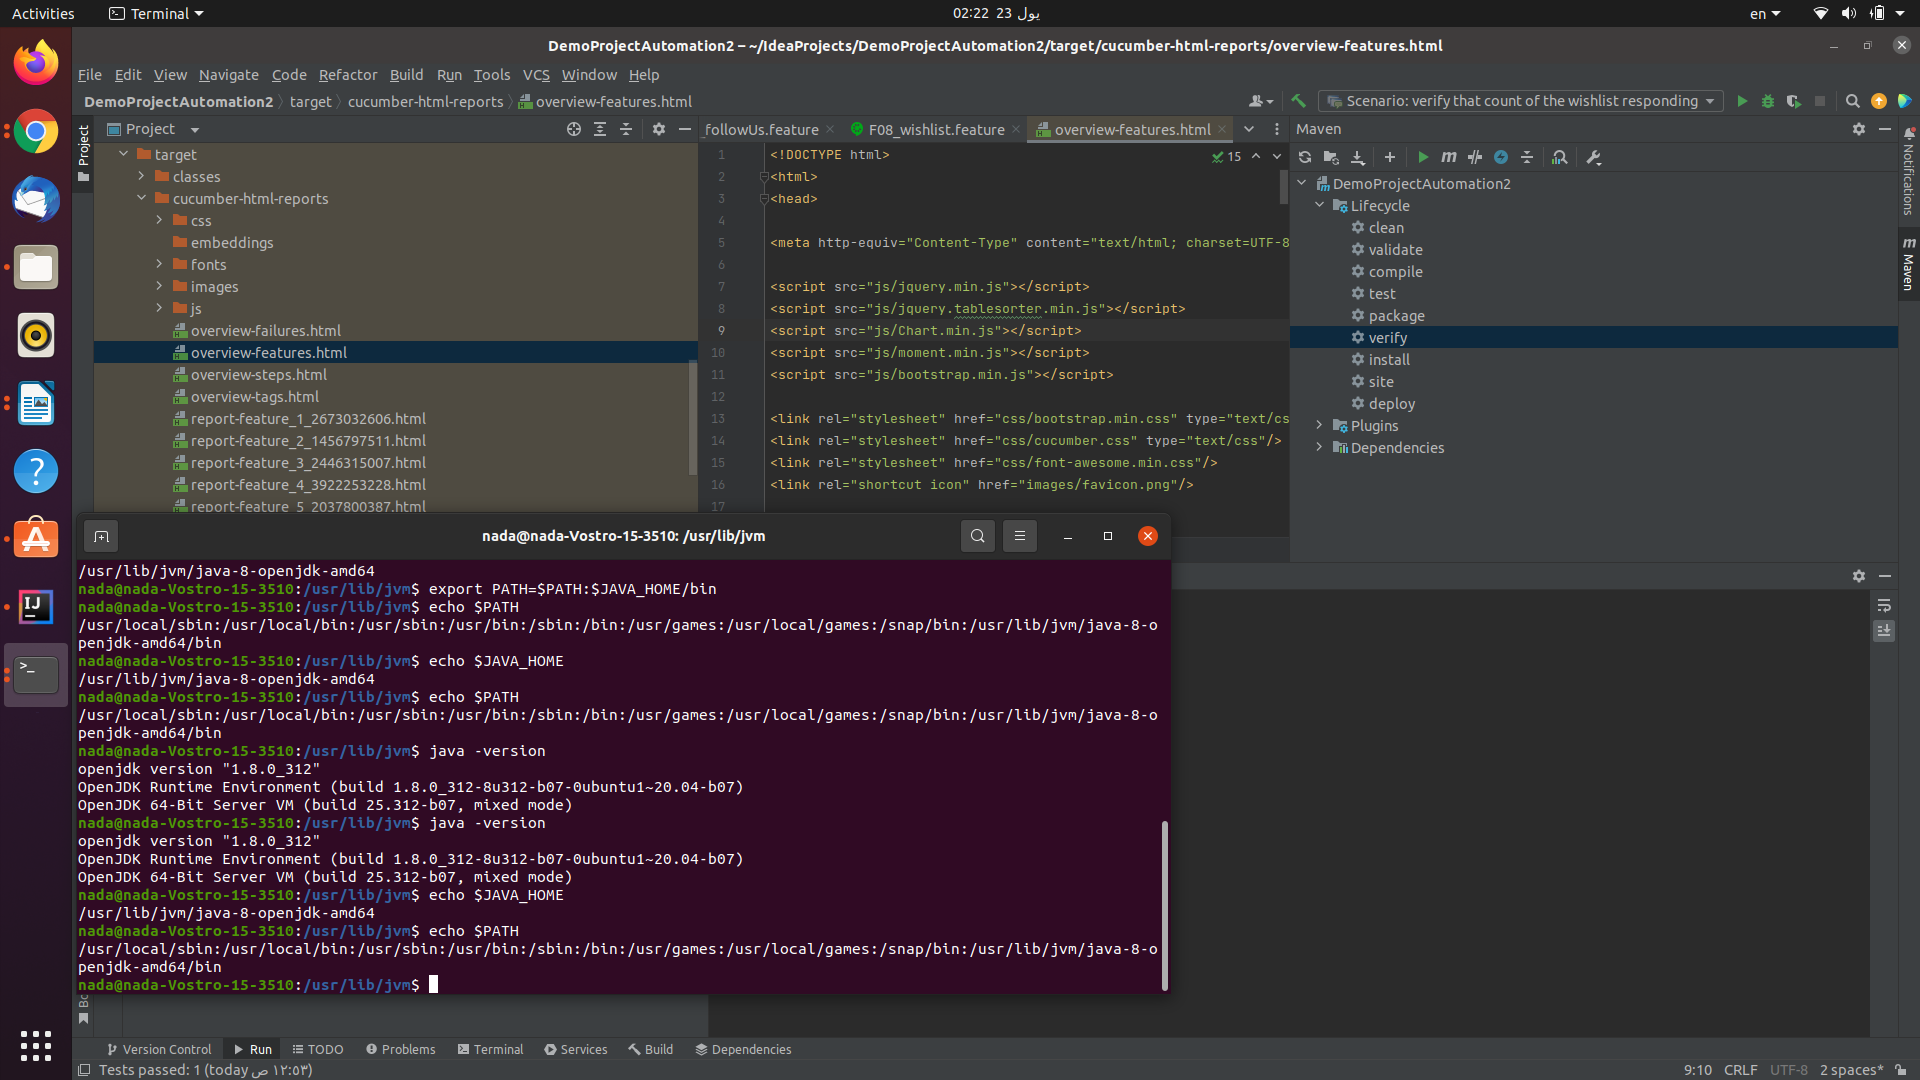 Activities
Terminal
02:22 23 يول
en
DemoProjectAutomation2 – ~/IdeaProjects/DemoProjectAutomation2/target/cucumber-html-reports/overview-features.html
File Edit View Navigate Code Refactor Build Run Tools VCS Window Help
DemoProjectAutomation2 target cucumber-html-reports overview-features.html
Scenario: verify that count of the wishlist responding
Project
Project
target
classes
cucumber-html-reports
css
embeddings
fonts
images
js
overview-failures.html
overview-features.html
overview-steps.html
overview-tags.html
report-feature_1_2673032606.html
report-feature_2_1456797511.html
report-feature_3_2446315007.html
report-feature_4_3922253228.html
report-feature_5_2037800387.html
_followUs.feature F08_wishlist.feature overview-features.html
15
1 <!DOCTYPE html>
2 <html>
3 <head>
4
5 <meta http-equiv="Content-Type" content="text/html; charset=UTF-8
6
7 <script src="js/jquery.min.js"></script>
8 <script src="js/jquery.tablesorter.min.js"></script>
9 <script src="js/Chart.min.js"></script>
10 <script src="js/moment.min.js"></script>
11 <script src="js/bootstrap.min.js"></script>
12
13 <link rel="stylesheet" href="css/bootstrap.min.css" type="text/cs
14 <link rel="stylesheet" href="css/cucumber.css" type="text/css"/>
15 <link rel="stylesheet" href="css/font-awesome.min.css"/>
16 <link rel="shortcut icon" href="images/favicon.png"/>
17
Maven
DemoProjectAutomation2
Lifecycle
clean
validate
compile
test
package
verify
install
site
deploy
Plugins
Dependencies
Notifications
Maven
nada@nada-Vostro-15-3510: /usr/lib/jvm
/usr/lib/jvm/java-8-openjdk-amd64
nada@nada-Vostro-15-3510:/usr/lib/jvm$ export PATH=$PATH:$JAVA_HOME/bin
nada@nada-Vostro-15-3510:/usr/lib/jvm$ echo $PATH
/usr/local/sbin:/usr/local/bin:/usr/sbin:/usr/bin:/sbin:/bin:/usr/games:/usr/local/games:/snap/bin:/usr/lib/jvm/java-8-o
penjdk-amd64/bin
nada@nada-Vostro-15-3510:/usr/lib/jvm$ echo $JAVA_HOME
/usr/lib/jvm/java-8-openjdk-amd64
nada@nada-Vostro-15-3510:/usr/lib/jvm$ echo $PATH
/usr/local/sbin:/usr/local/bin:/usr/sbin:/usr/bin:/sbin:/bin:/usr/games:/usr/local/games:/snap/bin:/usr/lib/jvm/java-8-o
penjdk-amd64/bin
nada@nada-Vostro-15-3510:/usr/lib/jvm$ java -version
openjdk version "1.8.0_312"
OpenJDK Runtime Environment (build 1.8.0_312-8u312-b07-0ubuntu1~20.04-b07)
OpenJDK 64-Bit Server VM (build 25.312-b07, mixed mode)
nada@nada-Vostro-15-3510:/usr/lib/jvm$ java -version
openjdk version "1.8.0_312"
OpenJDK Runtime Environment (build 1.8.0_312-8u312-b07-0ubuntu1~20.04-b07)
OpenJDK 64-Bit Server VM (build 25.312-b07, mixed mode)
nada@nada-Vostro-15-3510:/usr/lib/jvm$ echo $JAVA_HOME
/usr/lib/jvm/java-8-openjdk-amd64
nada@nada-Vostro-15-3510:/usr/lib/jvm$ echo $PATH
/usr/local/sbin:/usr/local/bin:/usr/sbin:/usr/bin:/sbin:/bin:/usr/games:/usr/local/games:/snap/bin:/usr/lib/jvm/java-8-o
penjdk-amd64/bin
nada@nada-Vostro-15-3510:/usr/lib/jvm$
Version Control Run TODO Problems Terminal Services Build Dependencies
Tests passed: 1 (today ١٢:٥٣ ص)
9:10 CRLF UTF-8 2 spaces*